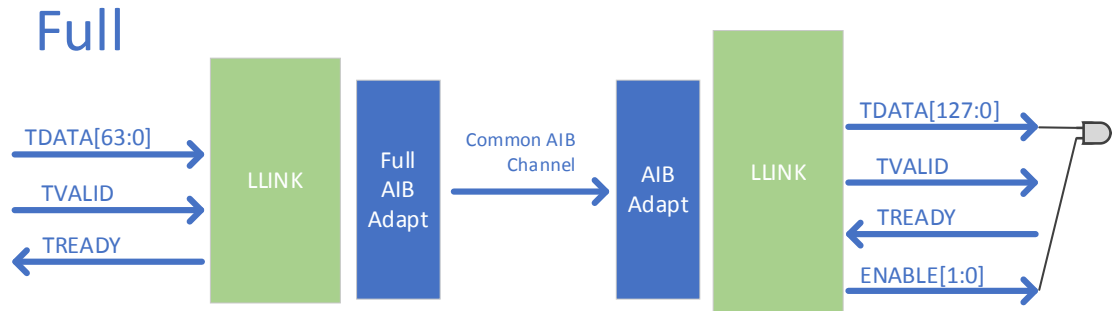 Full
TDATA[63:0]
TVALID
TREADY
LLINK
Full
AIB
Adapt
Common AIB
Channel
AIB
Adapt
LLINK
TDATA[127:0]
TVALID
TREADY
ENABLE[1:0]